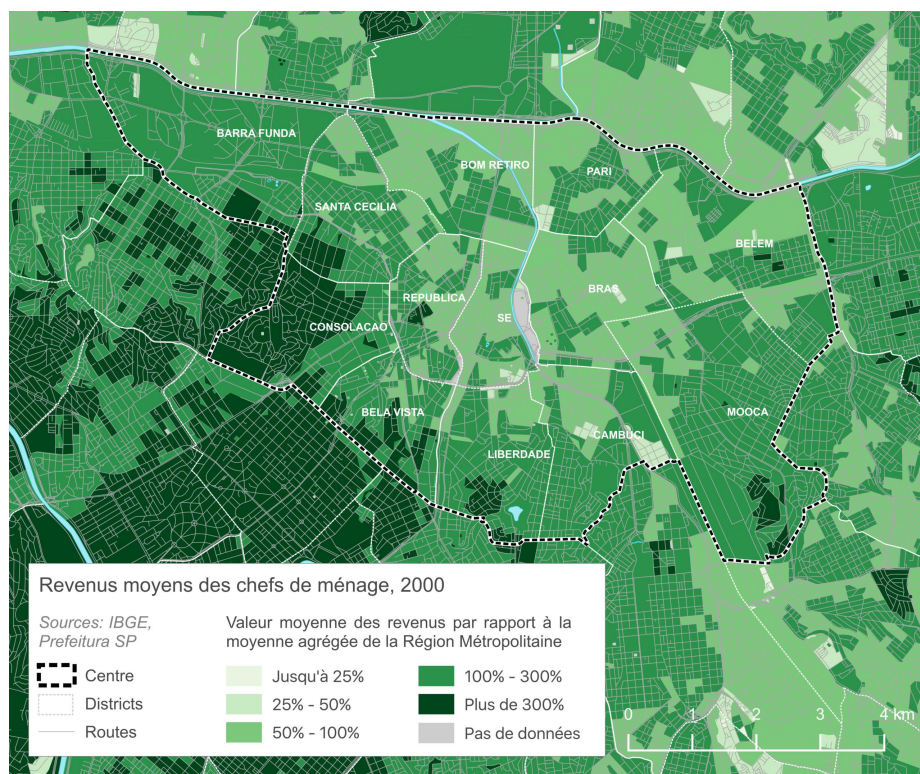 BARRA FUNDA
BOM RETIRO
PARI
SANTA CECILIA
BELEM
REPUBLICA
BRAS
SE
CONSOLACAO
BELA VISTA
MOOCA
CAMBUCI
LIBERDADE
Revenus moyens des chefs de ménage, 2000
Sources: IBGE,
Prefeitura SP
Centre
Districts
Routes
Valeur moyenne des revenus par rapport à la
moyenne agrégée de la Région Métropolitaine
Jusqu'à 25%
25% - 50%
50% - 100%
100% - 300%
Plus de 300%
Pas de données
0 1 2 3 4 km